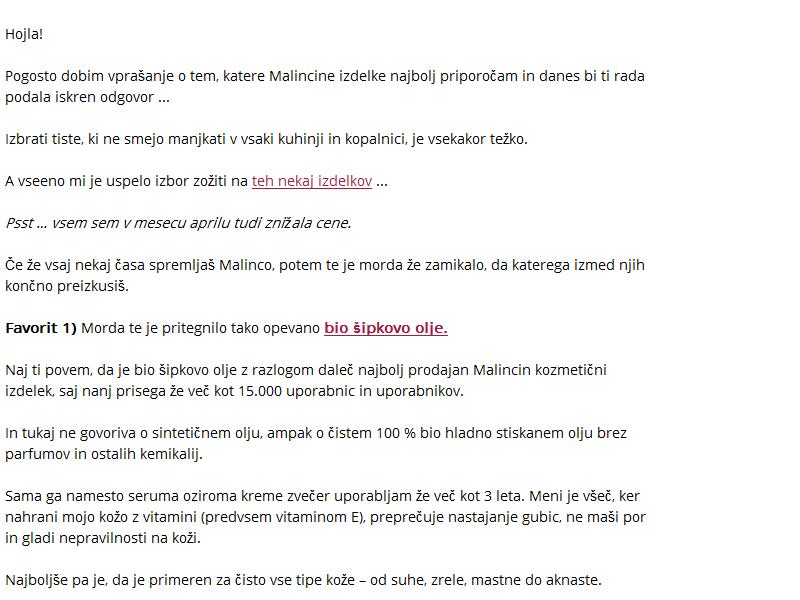 Hojla!
Pogosto dobim vprašanje o tem, katere Malincine izdelke najbolj priporočam in danes bi ti rada
podala iskren odgovor ...
Izbrati tiste, ki ne smejo manjkati v vsaki kuhinji in kopalnici, je vsekakor težko.
A vseeno mi je uspelo izbor zožiti na teh nekaj izdelkov ...
Psst ... vsem sem v mesecu aprilu tudi znižala cene.
Če že vsaj nekaj časa spremljaš Malinco, potem te je morda že zamikalo, da katerega izmed njih
končno preizkusiš.
Favorit 1) Morda te je pritegnilo tako opevano bio šipkovo olje.
Naj ti povem, da je bio šipkovo olje z razlogom daleč najbolj prodajan Malincin kozmetični
izdelek, saj nanj prisega že več kot 15.000 uporabnic in uporabnikov.
In tukaj ne govoriva o sintetičnem olju, ampak o čistem 100 % bio hladno stiskanem olju brez
parfumov in ostalih kemikalij.
Sama ga namesto seruma oziroma kreme zvečer uporabljam že več kot 3 leta. Meni je všeč, ker
nahrani mojo kožo z vitamini (predvsem vitaminom E), preprečuje nastajanje gubic, ne maši por
in gladi nepravilnosti na koži.
Najboljše pa je, da je primeren za čisto vse tipe kože – od suhe, zrele, mastne do aknaste.